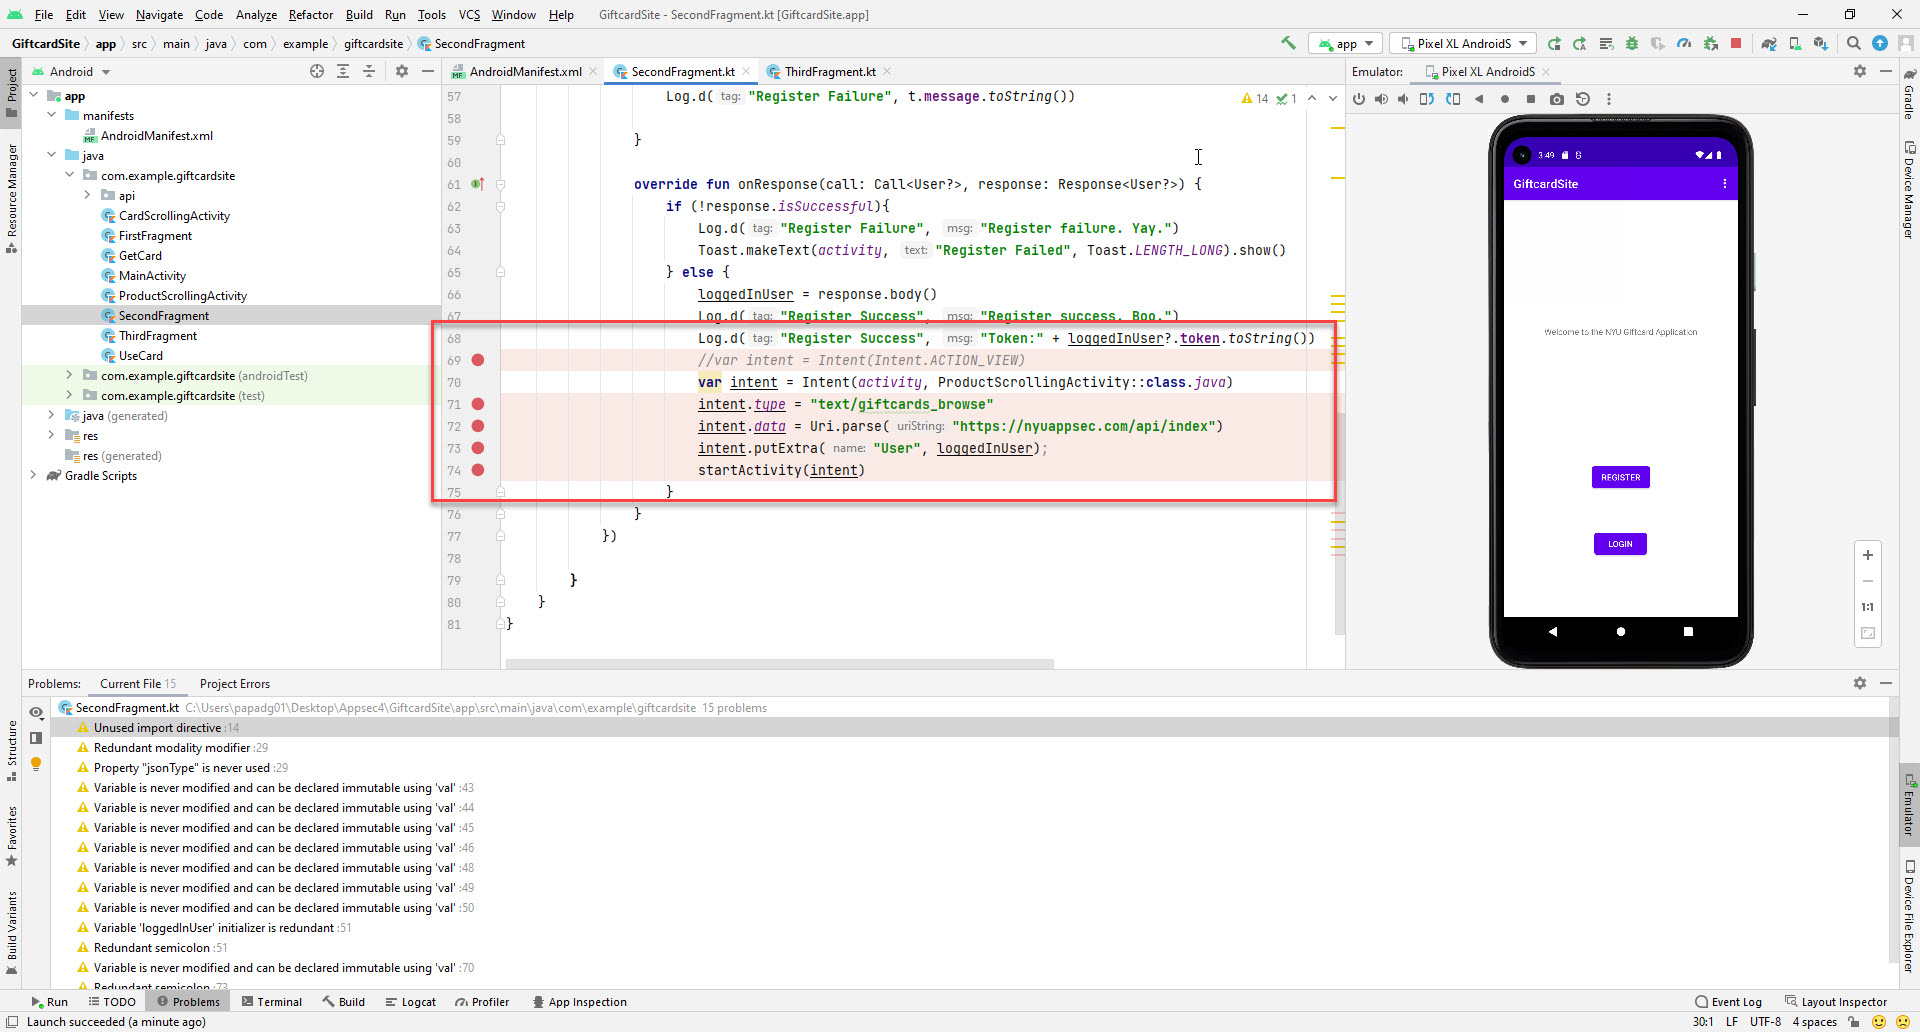 File Edit View Navigate Code Analyze Refactor Build Run Tools VCS Window Help GiftcardSite - SecondFragment.kt [GiftcardSite.app]
GiftcardSite app src main java com example giftcardsite SecondFragment app Pixel XL AndroidS
Project
Resource Manager
Structure
Favorites
Build Variants
Android
app
manifests
AndroidManifest.xml
java
com.example.giftcardsite
api
CardScrollingActivity
FirstFragment
GetCard
MainActivity
ProductScrollingActivity
SecondFragment
ThirdFragment
UseCard
com.example.giftcardsite (androidTest)
com.example.giftcardsite (test)
java (generated)
res
res (generated)
Gradle Scripts
AndroidManifest.xml SecondFragment.kt ThirdFragment.kt
14 1
57 Log.d( tag: "Register Failure", t.message.toString())
58
59 }
60
61 override fun onResponse(call: Call<User?>, response: Response<User?>) {
62 if (!response.isSuccessful){
63 Log.d( tag: "Register Failure", msg: "Register failure. Yay.")
64 Toast.makeText(activity, text: "Register Failed", Toast.LENGTH_LONG).show()
65 } else {
66 loggedInUser = response.body()
67 Log.d( tag: "Register Success", msg: "Register success. Boo.")
68 Log.d( tag: "Register Success", msg: "Token:" + loggedInUser?.token.toString())
69 //var intent = Intent(Intent.ACTION_VIEW)
70 var intent = Intent(activity, ProductScrollingActivity::class.java)
71 intent.type = "text/giftcards_browse"
72 intent.data = Uri.parse( uriString: "https://nyuappsec.com/api/index")
73 intent.putExtra( name: "User", loggedInUser);
74 startActivity(intent)
75 }
76 }
77 })
78
79 }
80 }
81 }
Emulator: Pixel XL AndroidS
3:49
GiftcardSite
Welcome to the NYU Giftcard Application
REGISTER
LOGIN
1:1
Gradle
Device Manager
Emulator
Device File Explorer
Problems: Current File 15 Project Errors
SecondFragment.kt C:\Users\papadg01\Desktop\Appsec4\GiftcardSite\app\src\main\java\com\example\giftcardsite 15 problems
Unused import directive :14
Redundant modality modifier :29
Property "jsonType" is never used :29
Variable is never modified and can be declared immutable using 'val' :43
Variable is never modified and can be declared immutable using 'val' :44
Variable is never modified and can be declared immutable using 'val' :45
Variable is never modified and can be declared immutable using 'val' :46
Variable is never modified and can be declared immutable using 'val' :48
Variable is never modified and can be declared immutable using 'val' :49
Variable is never modified and can be declared immutable using 'val' :50
Variable 'loggedInUser' initializer is redundant :51
Redundant semicolon :51
Variable is never modified and can be declared immutable using 'val' :70
Redundant semicolon :73
Run TODO Problems Terminal Build Logcat Profiler App Inspection Event Log Layout Inspector
Launch succeeded (a minute ago) 30:1 LF UTF-8 4 spaces